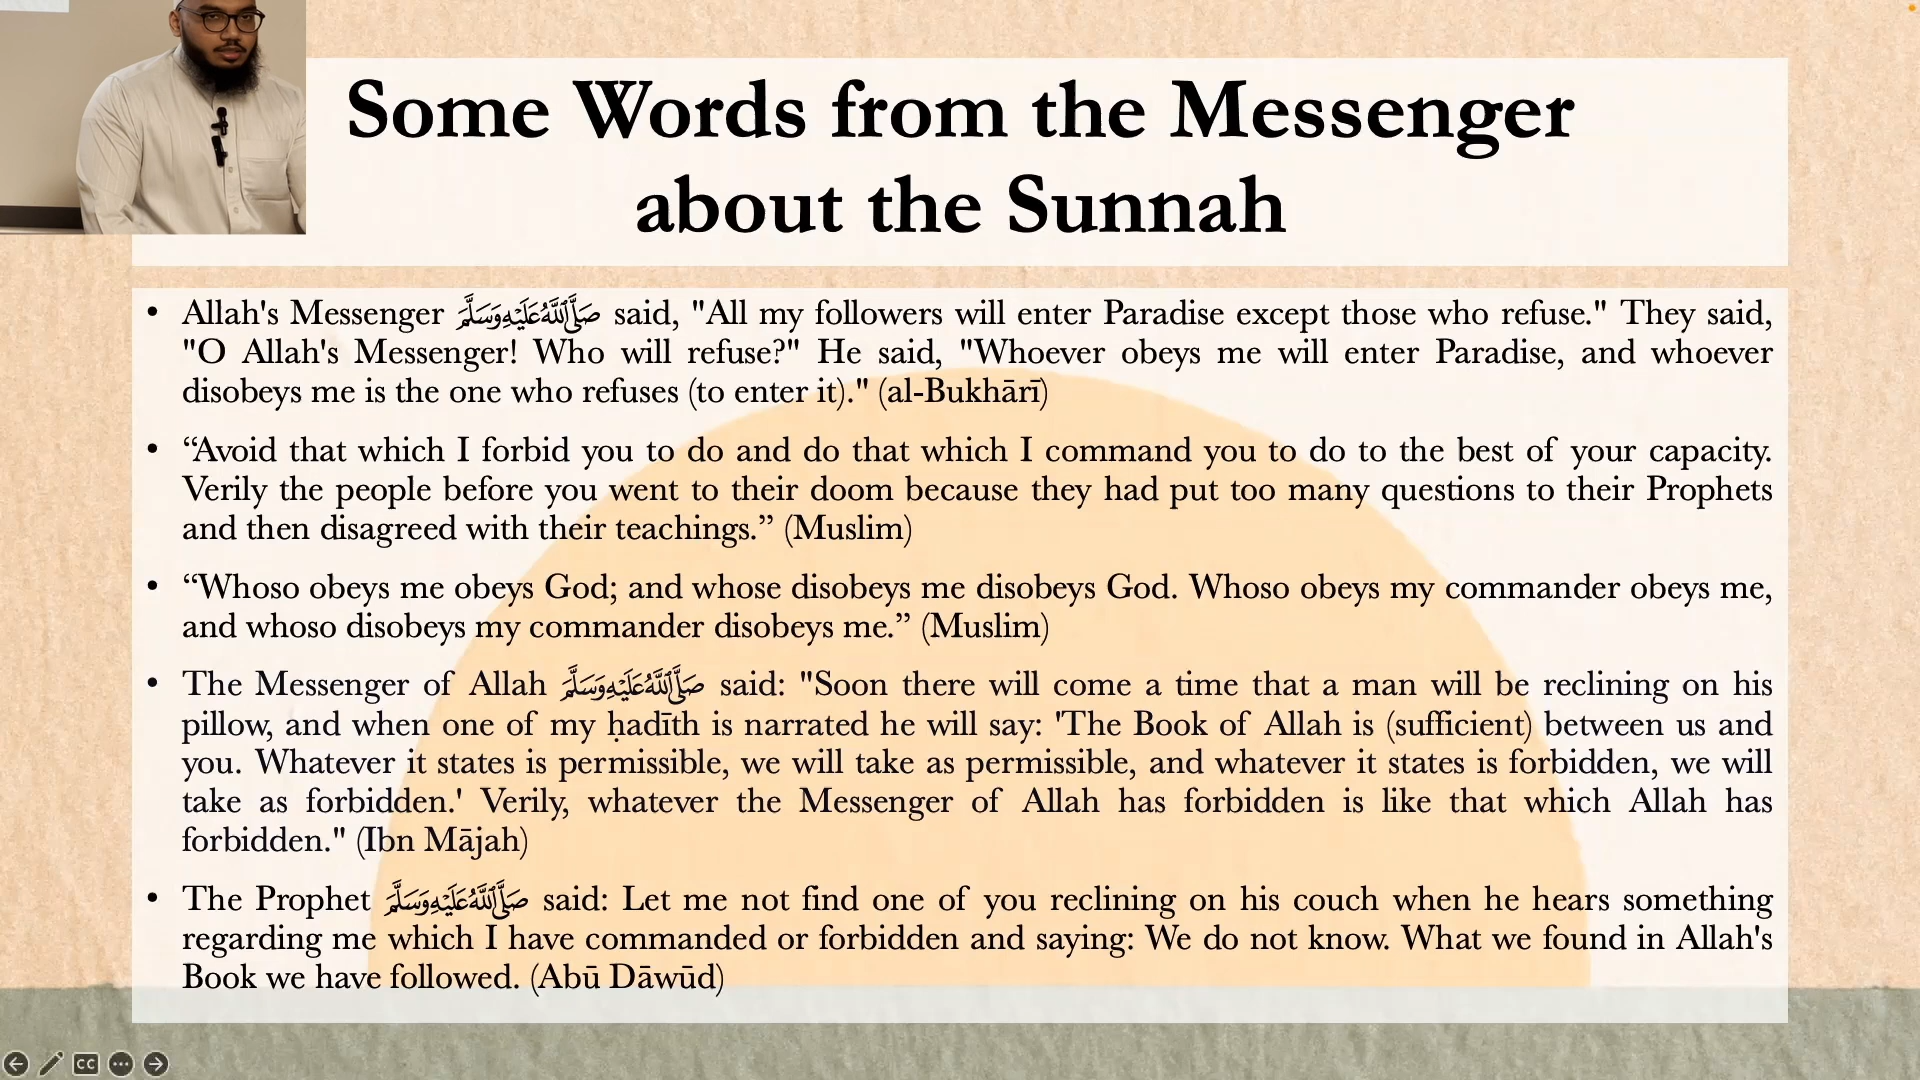 Some Words from the Messenger
about the Sunnah
• Allah's Messenger صَلَّى اللَّهُ عَلَيْهِ وَسَلَّمَ said, "All my followers will enter Paradise except those who refuse." They said,
"O Allah's Messenger! Who will refuse?" He said, "Whoever obeys me will enter Paradise, and whoever
disobeys me is the one who refuses (to enter it)." (al-Bukhārī)
• “Avoid that which I forbid you to do and do that which I command you to do to the best of your capacity.
Verily the people before you went to their doom because they had put too many questions to their Prophets
and then disagreed with their teachings.” (Muslim)
• “Whoso obeys me obeys God; and whose disobeys me disobeys God. Whoso obeys my commander obeys me,
and whoso disobeys my commander disobeys me.” (Muslim)
• The Messenger of Allah صَلَّى اللَّهُ عَلَيْهِ وَسَلَّمَ said: "Soon there will come a time that a man will be reclining on his
pillow, and when one of my ḥadīth is narrated he will say: 'The Book of Allah is (sufficient) between us and
you. Whatever it states is permissible, we will take as permissible, and whatever it states is forbidden, we will
take as forbidden.' Verily, whatever the Messenger of Allah has forbidden is like that which Allah has
forbidden." (Ibn Mājah)
• The Prophet صَلَّى اللَّهُ عَلَيْهِ وَسَلَّمَ said: Let me not find one of you reclining on his couch when he hears something
regarding me which I have commanded or forbidden and saying: We do not know. What we found in Allah's
Book we have followed. (Abū Dāwūd)
CC